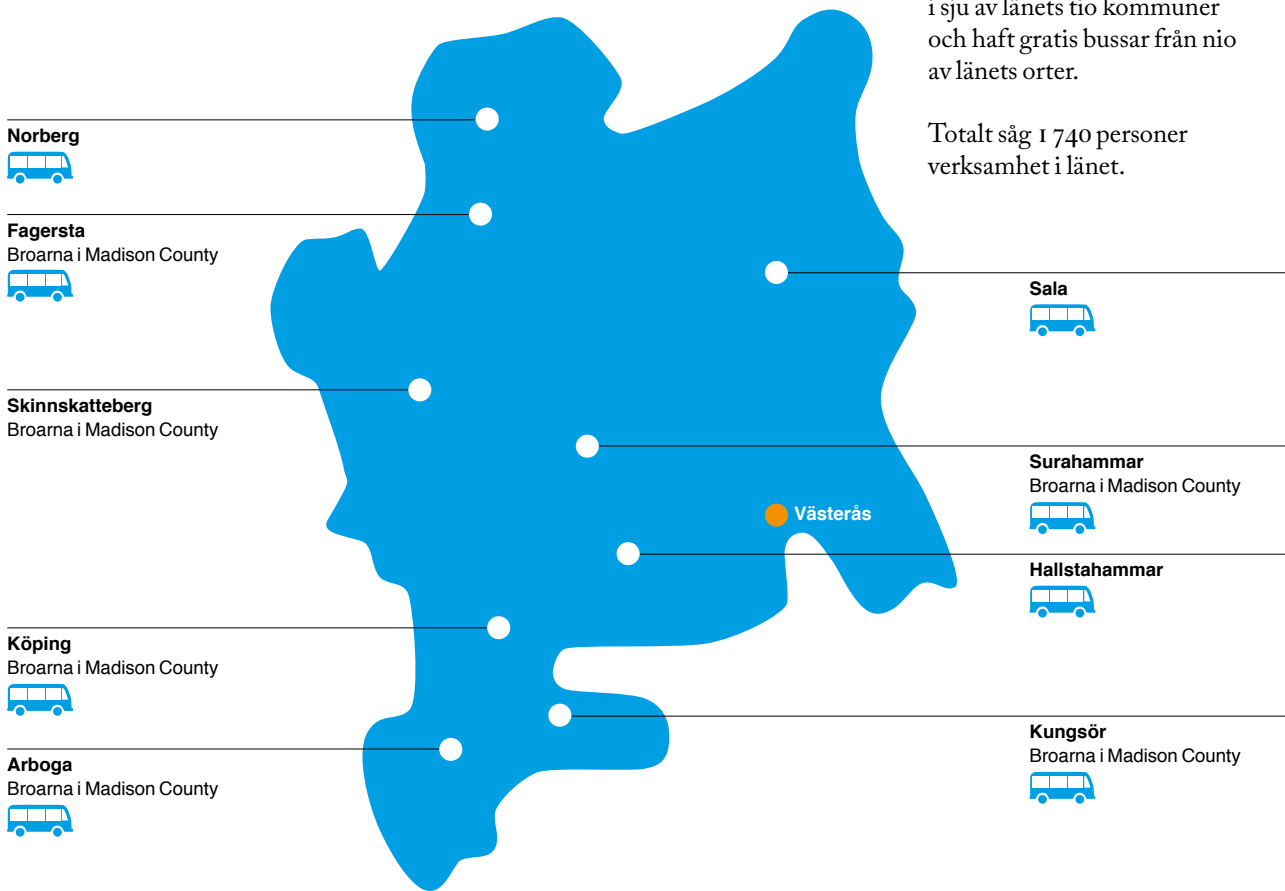 i sju av länets tio kommuner
och haft gratis bussar från nio
av länets orter.
Totalt såg 1 740 personer
verksamhet i länet.
Norberg
Fagersta
Broarna i Madison County
Skinnskatteberg
Broarna i Madison County
Köping
Broarna i Madison County
Arboga
Broarna i Madison County
Västerås
Sala
Surahammar
Broarna i Madison County
Hallstahammar
Kungsör
Broarna i Madison County